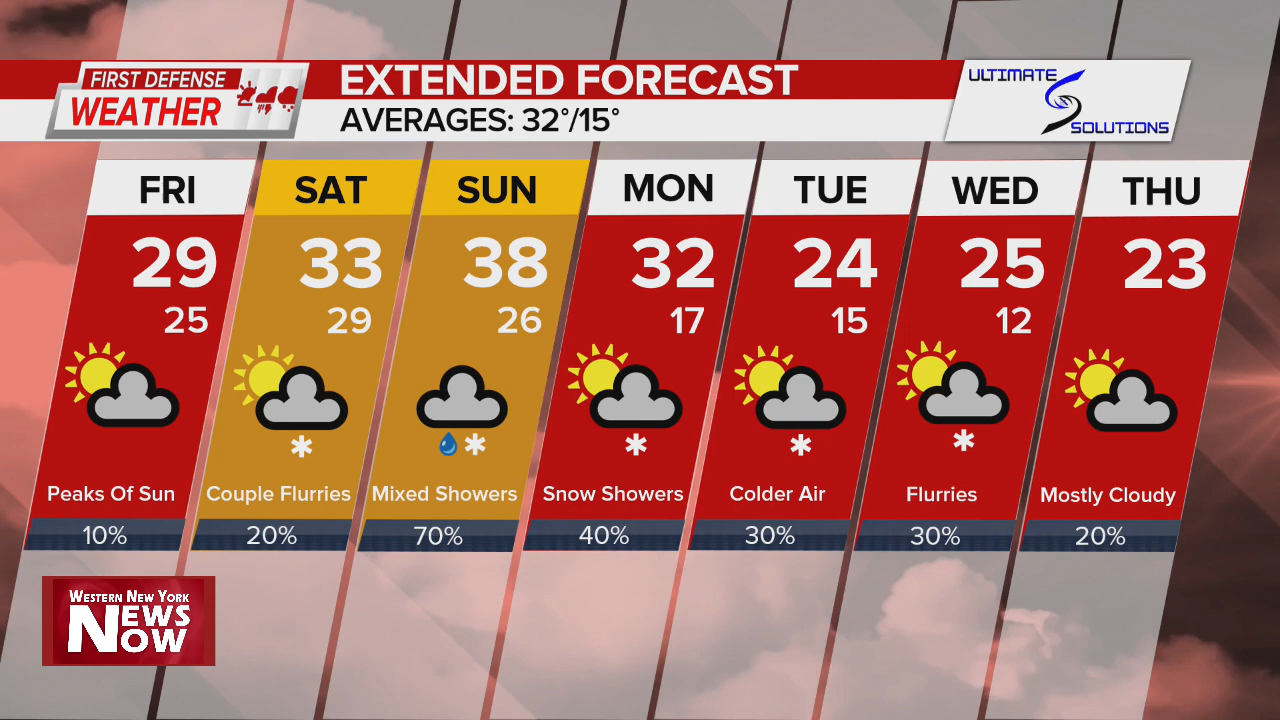 FIRST DEFENSE
WEATHER
EXTENDED FORECAST
AVERAGES: 32°/15°
ULTIMATE
SOLUTIONS
FRI SAT SUN MON TUE WED THU
29 33 38 32 24 25 23
25 29 26 17 15 12
Peaks Of Sun Couple Flurries Mixed Showers Snow Showers Colder Air Flurries Mostly Cloudy
10% 20% 70% 40% 30% 30% 20%
WESTERN NEW YORK
NEWS
NOW